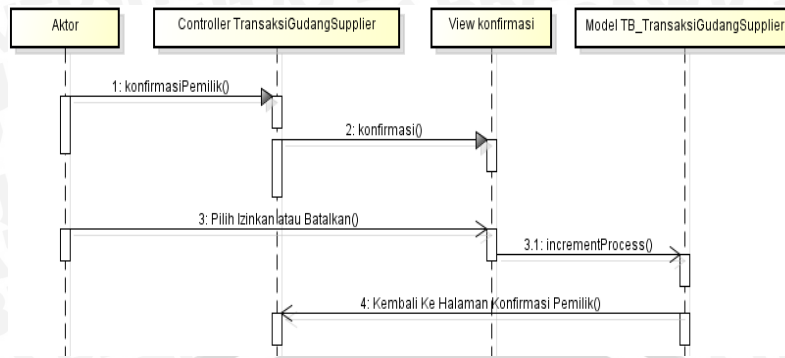 Aktor
Controller TransaksiGudangSupplier
View konfirmasi
Model TB_TransaksiGudangSupplier
1: konfirmasiPemilik()
2: konfirmasi()
3: Pilih Izinkan atau Batalkan()
3.1: incrementProcess()
4: Kembali Ke Halaman Konfirmasi Pemilik()